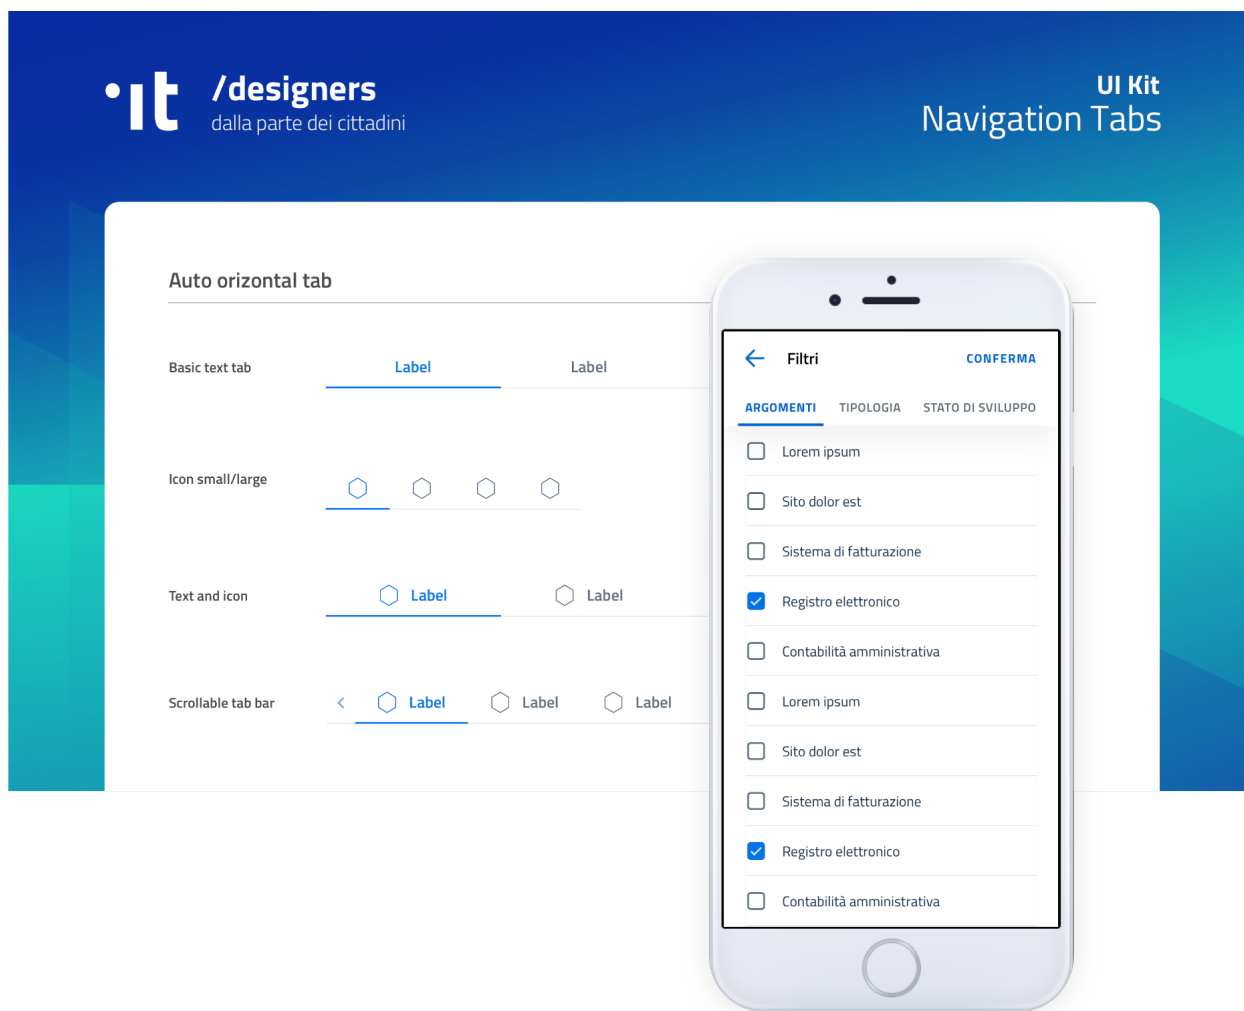 it /designers
dalla parte dei cittadini
UI Kit
Navigation Tabs
Auto orizontal tab
Basic text tab
Label
Label
Icon small/large
Text and icon
Label
Label
Scrollable tab bar
Label
Label
Label
Filtri
CONFERMA
ARGOMENTI
TIPOLOGIA
STATO DI SVILUPPO
Lorem ipsum
Sito dolor est
Sistema di fatturazione
Registro elettronico
Contabilità amministrativa
Lorem ipsum
Sito dolor est
Sistema di fatturazione
Registro elettronico
Contabilità amministrativa